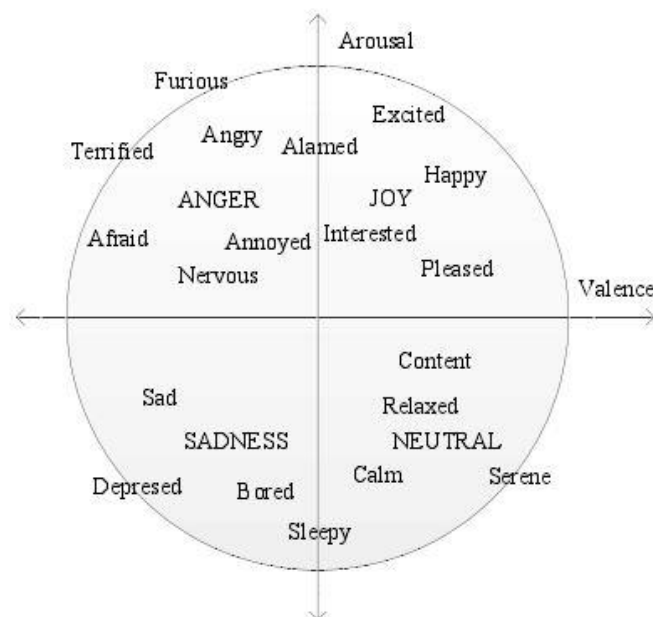 Arousal
Furious
Excited
Angry
Alamed
Terrified
Happy
ANGER
JOY
Interested
Afraid
Annoyed
Pleased
Nervous
Valence
Content
Sad
Relaxed
SADNESS
NEUTRAL
Calm
Serene
Depresed
Bored
Sleepy